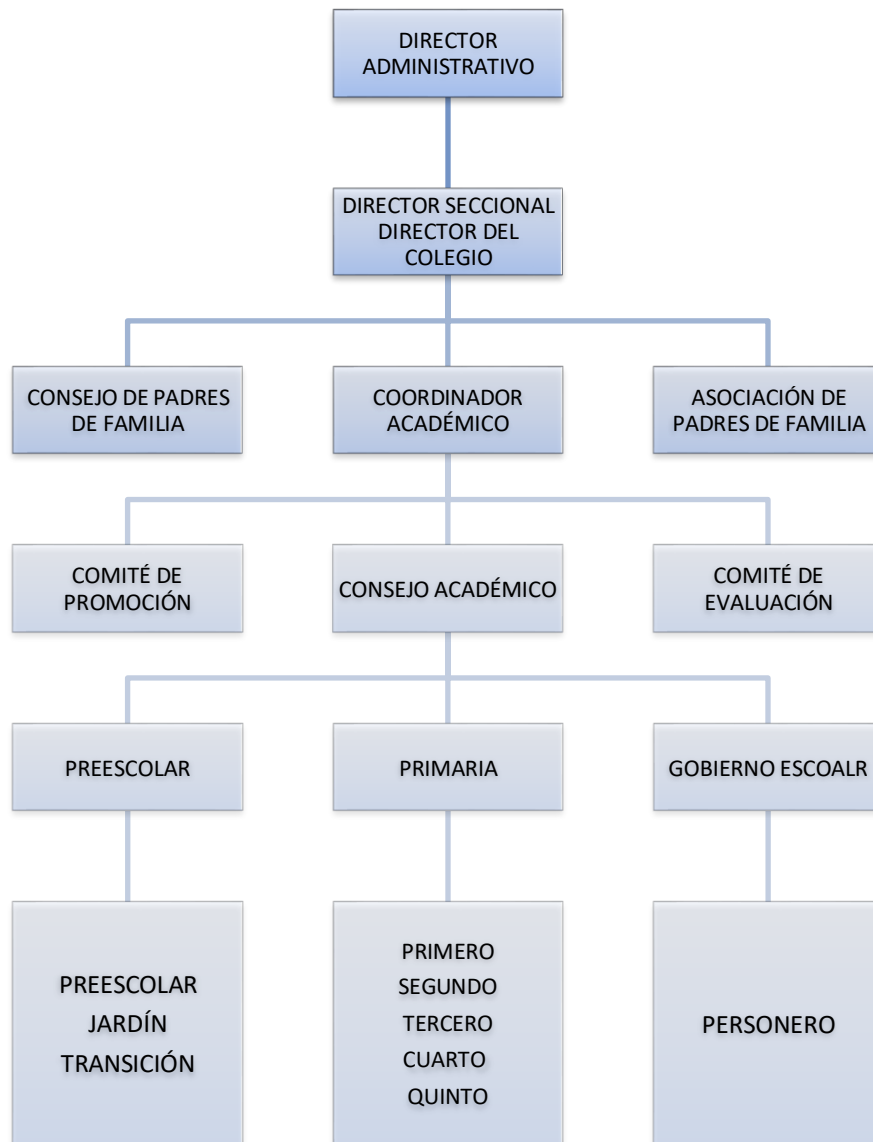 DIRECTOR
ADMINISTRATIVO
DIRECTOR SECCIONAL
DIRECTOR DEL
COLEGIO
CONSEJO DE PADRES
DE FAMILIA
COORDINADOR
ACADÉMICO
ASOCIACIÓN DE
PADRES DE FAMILIA
COMITÉ DE
PROMOCIÓN
CONSEJO ACADÉMICO
COMITÉ DE
EVALUACIÓN
PREESCOLAR
PRIMARIA
GOBIERNO ESCOALR
PREESCOLAR
JARDÍN
TRANSICIÓN
PRIMERO
SEGUNDO
TERCERO
CUARTO
QUINTO
PERSONERO